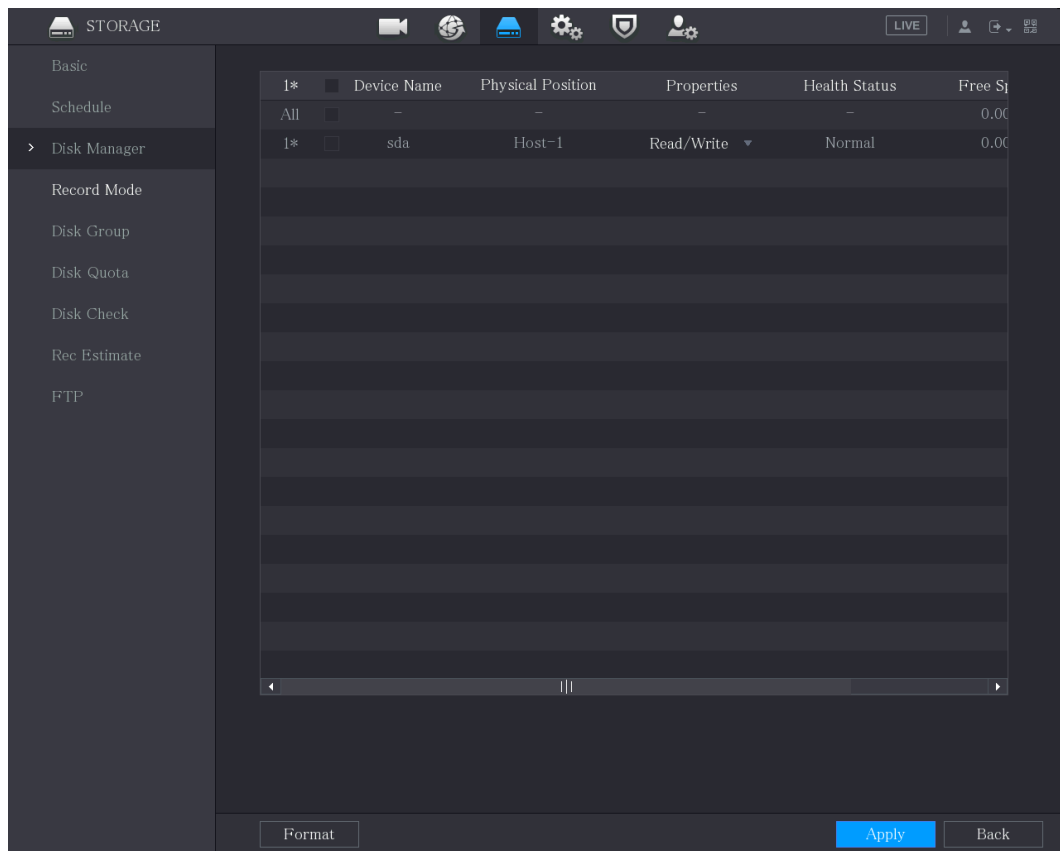 STORAGE LIVE
Basic
Schedule
Disk Manager
Record Mode
Disk Group
Disk Quota
Disk Check
Rec Estimate
FTP
1* Device Name Physical Position Properties Health Status Free
All - - - - 0.00
1* sda Host-1 Read/Write Normal 0.00
Format Apply Back